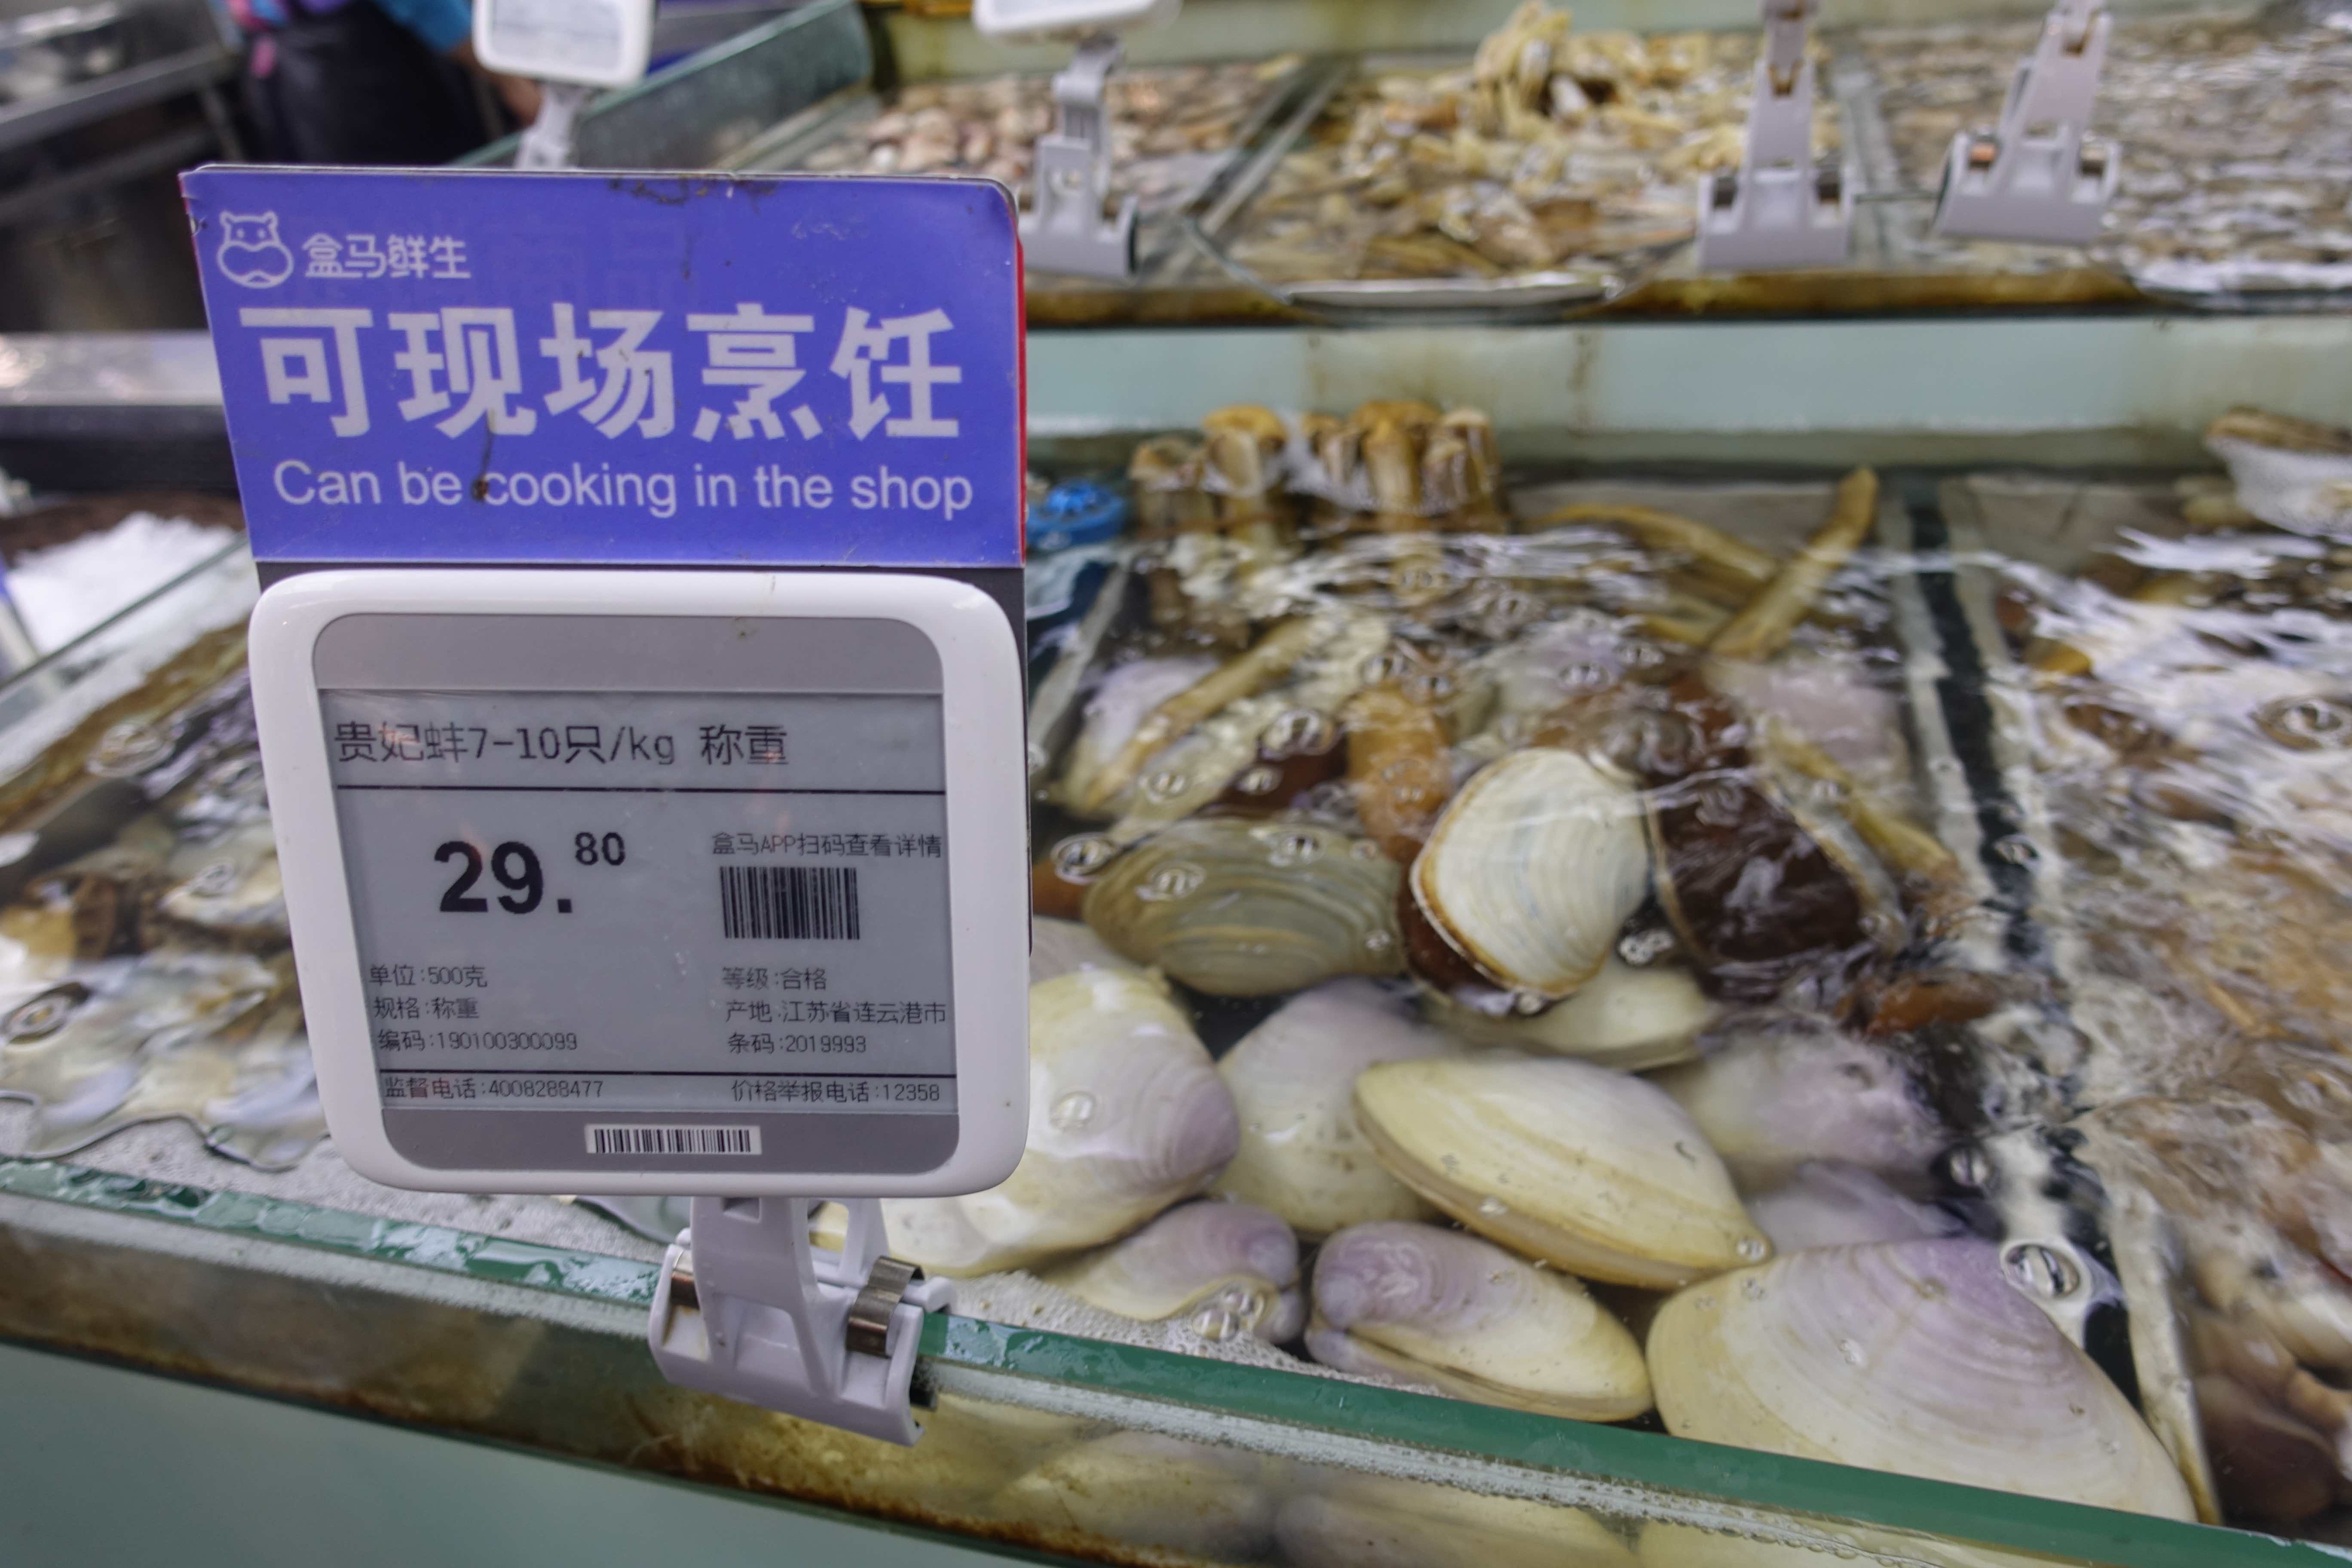 盒马鲜生
可现场烹饪
Can be cooking in the shop
贵妃蚌7-10只/kg 称重
29.80
盒马APP扫码查看详情
单位:500克
等级:合格
规格:称重
产地:江苏省连云港市
编码:190100300099
条码:2019993
监督电话:4008288477
价格举报电话:12358